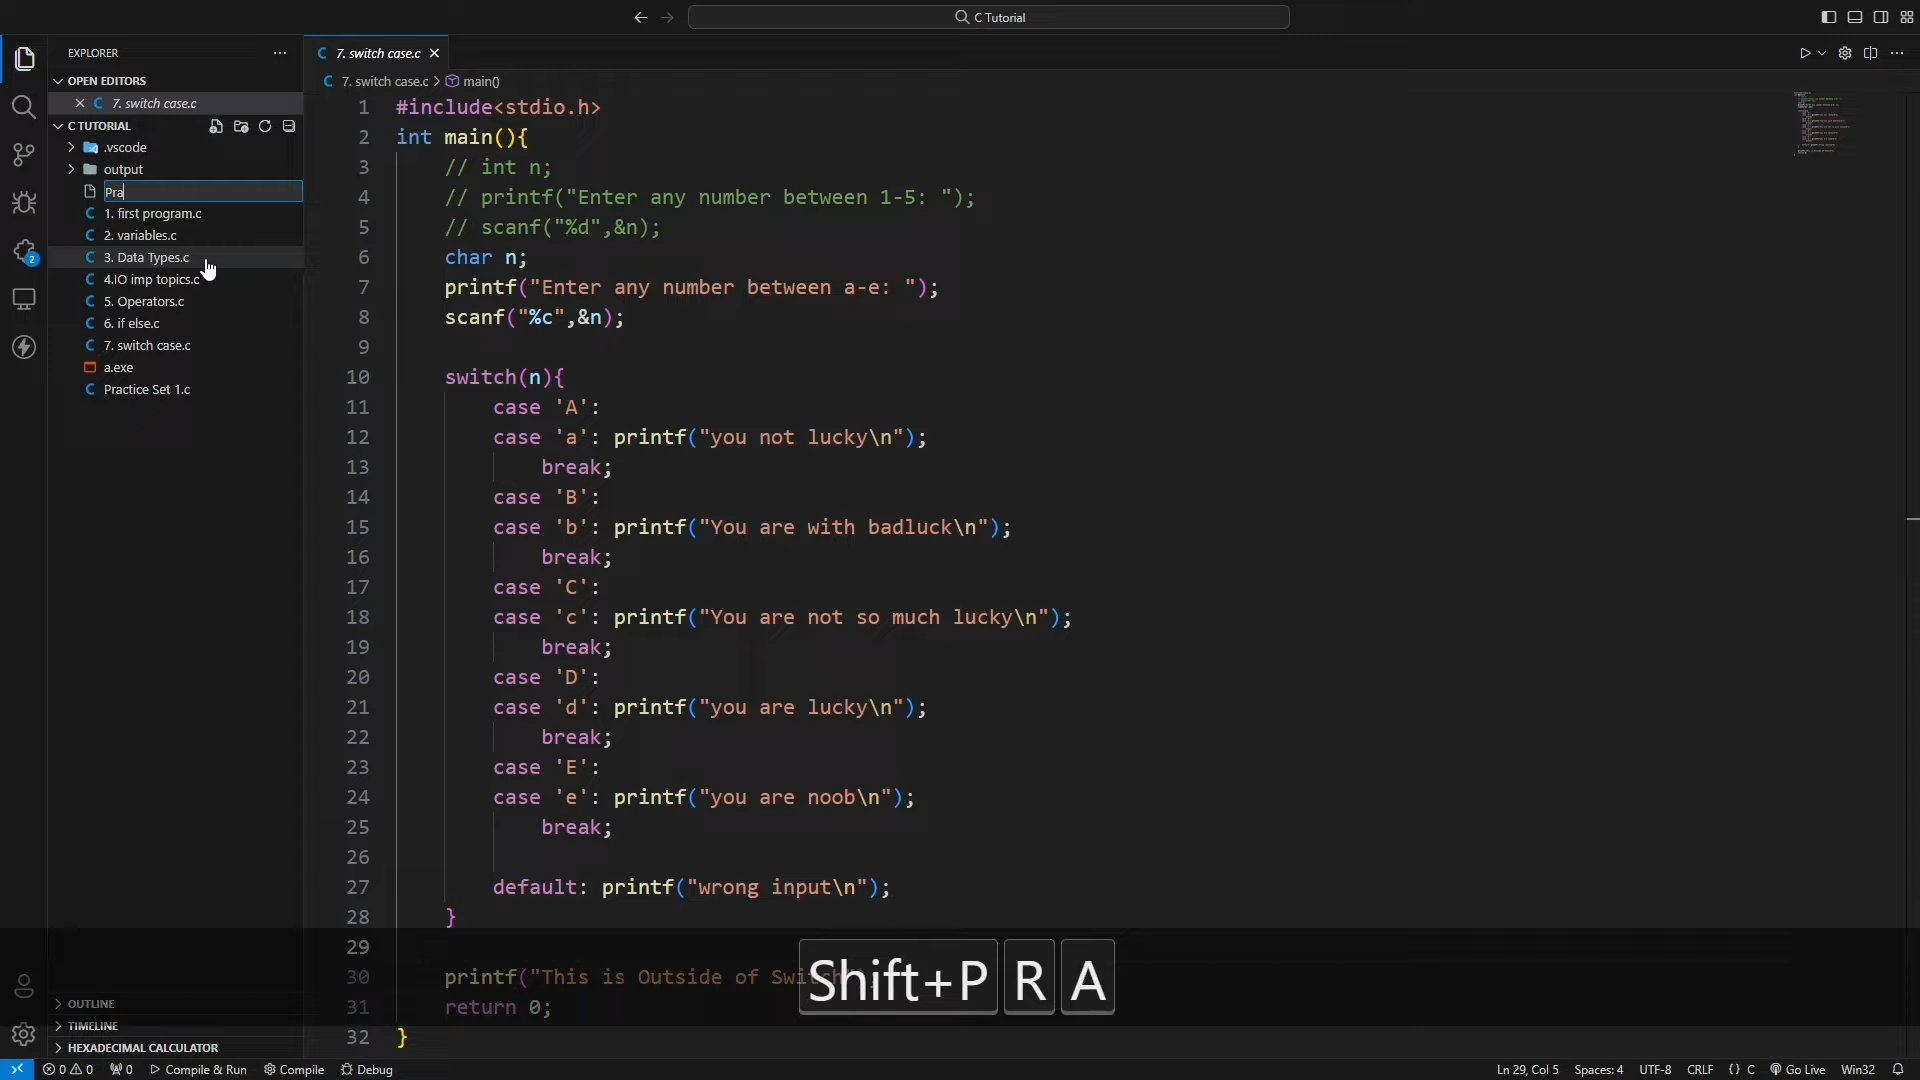 C Tutorial
EXPLORER
OPEN EDITORS
7. switch case.c
C TUTORIAL
.vscode
output
Pra
1. first program.c
2. variables.c
3. Data Types.c
4.IO imp topics.c
5. Operators.c
6. if else.c
7. switch case.c
a.exe
Practice Set 1.c
OUTLINE
TIMELINE
HEXADECIMAL CALCULATOR
2
7. switch case.c
7. switch case.c > main()
1 #include<stdio.h>
2 int main(){
3 // int n;
4 // printf("Enter any number between 1-5: ");
5 // scanf("%d",&n);
6 char n;
7 printf("Enter any number between a-e: ");
8 scanf("%c",&n);
9
10 switch(n){
11 case 'A':
12 case 'a': printf("you not lucky\n");
13 break;
14 case 'B':
15 case 'b': printf("You are with badluck\n");
16 break;
17 case 'C':
18 case 'c': printf("You are not so much lucky\n");
19 break;
20 case 'D':
21 case 'd': printf("you are lucky\n");
22 break;
23 case 'E':
24 case 'e': printf("you are noob\n");
25 break;
26
27 default: printf("wrong input\n");
28 }
29
30 printf("This is Outside of
31 return 0;
32 }
Shift+P R A
0 0 0 Compile & Run Compile Debug
Ln 29, Col 5 Spaces: 4 UTF-8 CRLF {} C Go Live Win32